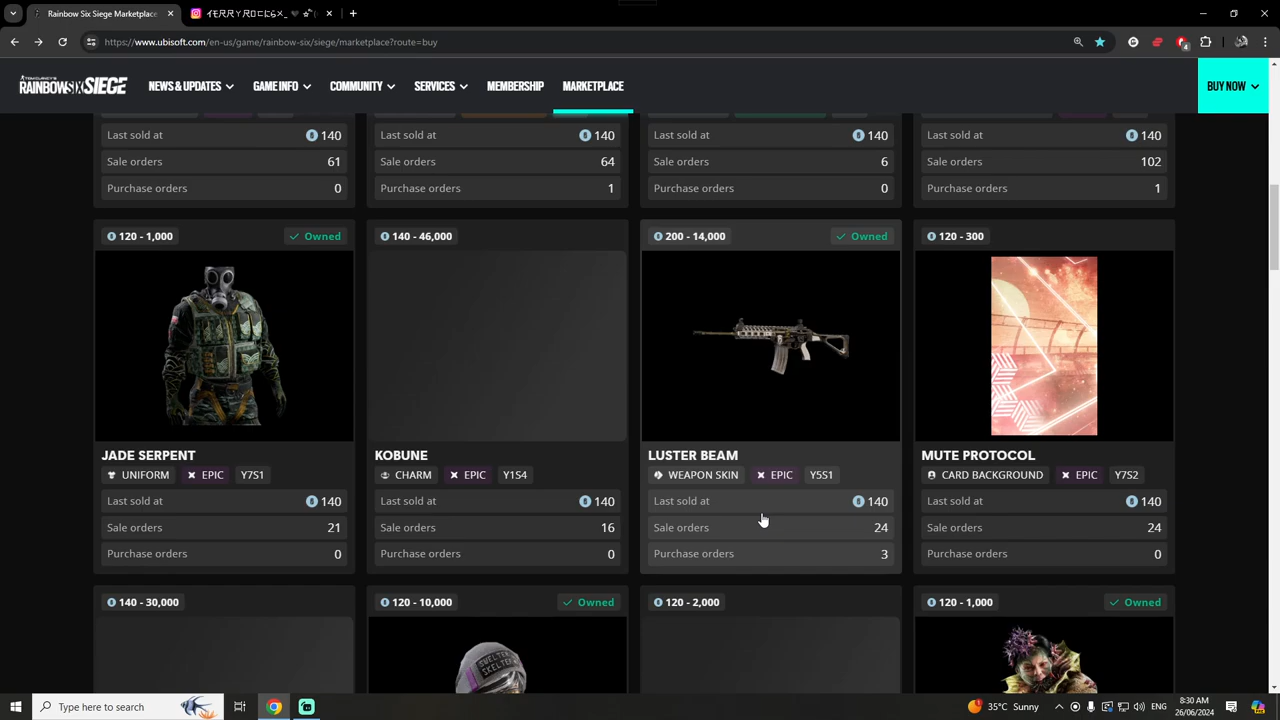 Rainbow Six Siege Marketplace
https://www.ubisoft.com/en-us/game/rainbow-six/siege/marketplace?route=buy
4
TOM CLANCY'S
RAINBOWSIX SIEGE
NEWS & UPDATES
GAME INFO
COMMUNITY
SERVICES
MEMBERSHIP
MARKETPLACE
BUY NOW
Last sold at 140
Sale orders 61
Purchase orders 0
Last sold at 140
Sale orders 64
Purchase orders 1
Last sold at 140
Sale orders 6
Purchase orders 0
Last sold at 140
Sale orders 102
Purchase orders 1
120 - 1,000 Owned
JADE SERPENT
UNIFORM EPIC Y7S1
Last sold at 140
Sale orders 21
Purchase orders 0
140 - 46,000
KOBUNE
CHARM EPIC Y1S4
Last sold at 140
Sale orders 16
Purchase orders 0
200 - 14,000 Owned
LUSTER BEAM
WEAPON SKIN EPIC Y5S1
Last sold at 140
Sale orders 24
Purchase orders 3
120 - 300
MUTE PROTOCOL
CARD BACKGROUND EPIC Y7S2
Last sold at 140
Sale orders 24
Purchase orders 0
140 - 30,000
120 - 10,000 Owned
SMELTER
SKELTER
120 - 2,000
120 - 1,000 Owned
Type here to search
35°C Sunny
ENG
8:30 AM
26/06/2024